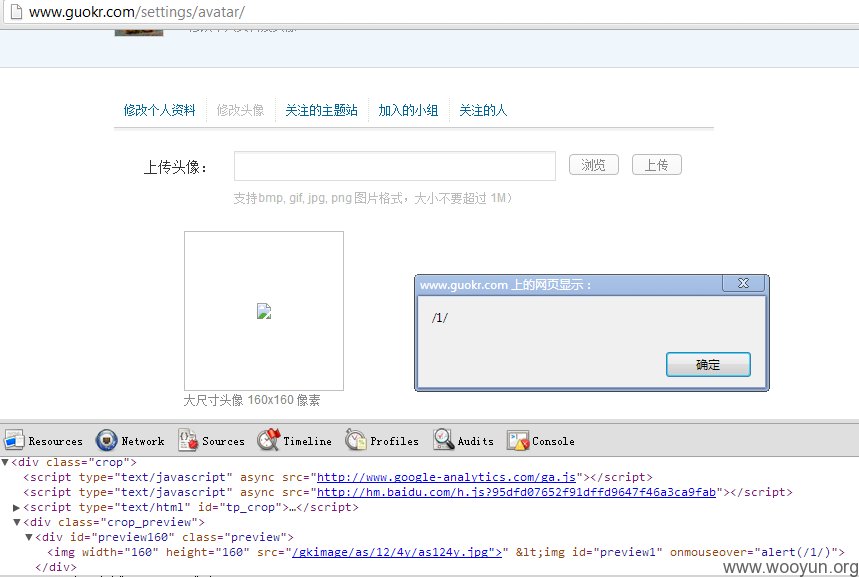 www.guokr.com/settings/avatar/
修改个人资料 修改头像 关注的主题站 加入的小组 关注的人
上传头像： 浏览 上传
支持bmp, gif, jpg, png 图片格式，大小不要超过 1M）
www.guokr.com 上的网页显示：
/1/
确定
大尺寸头像 160x160 像素
Resources Network Sources Timeline Profiles Audits Console
▼<div class="crop">
<script type="text/javascript" async src="http://www.google-analytics.com/ga.js"></script>
<script type="text/javascript" async src="http://hm.baidu.com/h.js?95dfd07652f91dffd9647f46a3ca9fab"></script>
▶<script type="text/html" id="tp_crop">…</script>
▼<div class="crop_preview">
▼<div id="preview160" class="preview">
<img width="160" height="160" src="/gkimage/as/12/4y/as124y.jpg">" &lt;img id="preview1" onmouseover="alert(/1/)">
</div>
www.wooyun.org